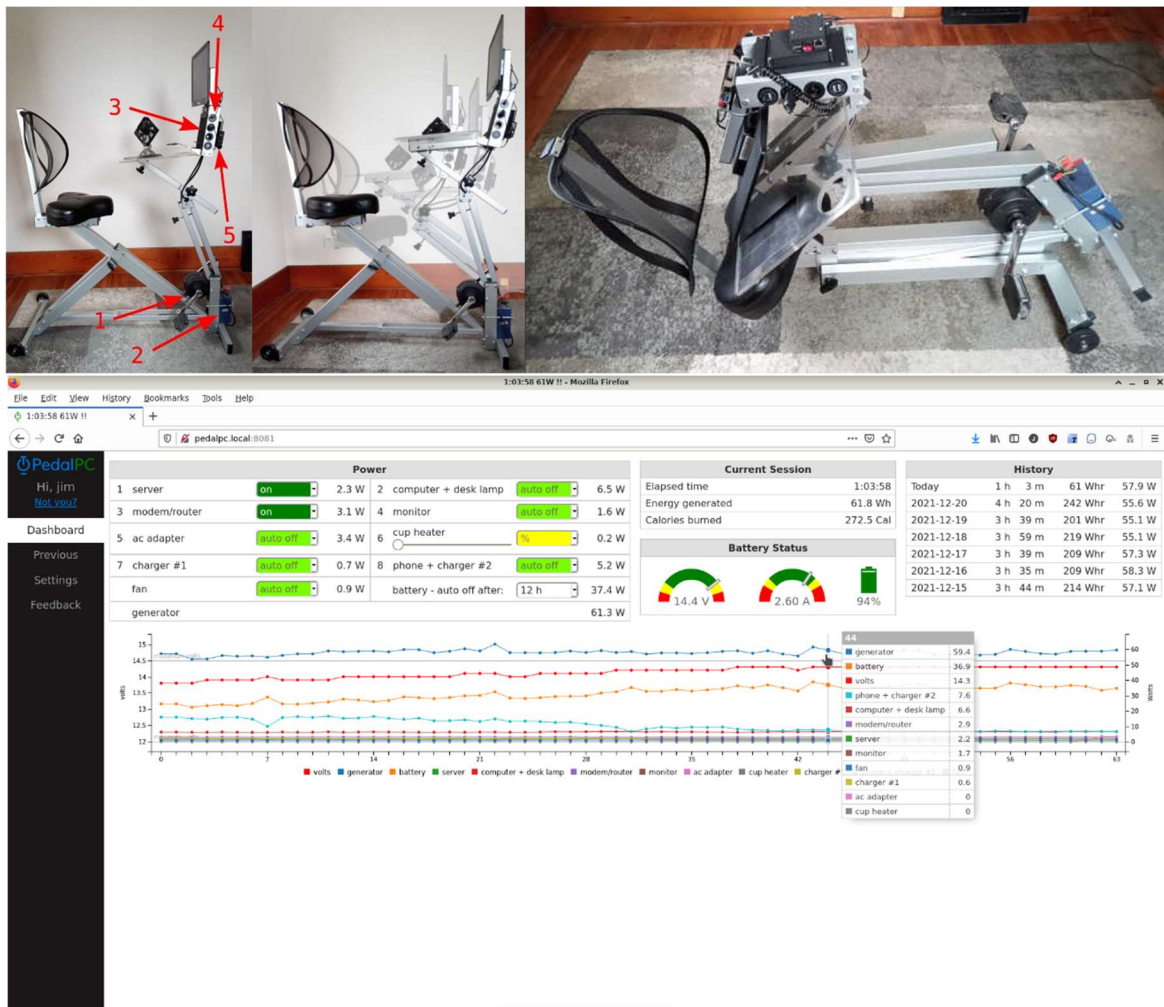 4
3
5
1
2
1:03:58 61W !! - Mozilla Firefox
File Edit View History Bookmarks Tools Help
1:03:58 61W !!
pedalpc.local:8081
PedalPC
Hi, jim
Not you?
Dashboard
Previous
Settings
Feedback
Power
1 server on 2.3 W 2 computer + desk lamp auto off 6.5 W
3 modem/router on 3.1 W 4 monitor auto off 1.6 W
5 ac adapter auto off 3.4 W 6 cup heater % 0.2 W
7 charger #1 auto off 0.7 W 8 phone + charger #2 auto off 5.2 W
fan auto off 0.9 W battery - auto off after: 12 h 37.4 W
generator 61.3 W
Current Session
Elapsed time 1:03:58
Energy generated 61.8 Wh
Calories burned 272.5 Cal
Battery Status
14.4 V 2.60 A 94%
History
Today 1 h 3 m 61 Whr 57.9 W
2021-12-20 4 h 20 m 242 Whr 55.6 W
2021-12-19 3 h 39 m 201 Whr 55.1 W
2021-12-18 3 h 59 m 219 Whr 55.1 W
2021-12-17 3 h 39 m 209 Whr 57.3 W
2021-12-16 3 h 35 m 209 Whr 58.3 W
2021-12-15 3 h 44 m 214 Whr 57.1 W
volts
15
14.5
14
13.5
13
12.5
12
0 7 14 21 28 35 42 56 63
60
50
40
30
20
10
0
Watts
44
generator 59.4
battery 36.9
volts 14.3
phone + charger #2 7.6
computer + desk lamp 6.6
modem/router 2.9
server 2.2
monitor 1.7
fan 0.9
charger #1 0.6
ac adapter 0
cup heater 0
volts generator battery server computer + desk lamp modem/router monitor ac adapter cup heater charger #